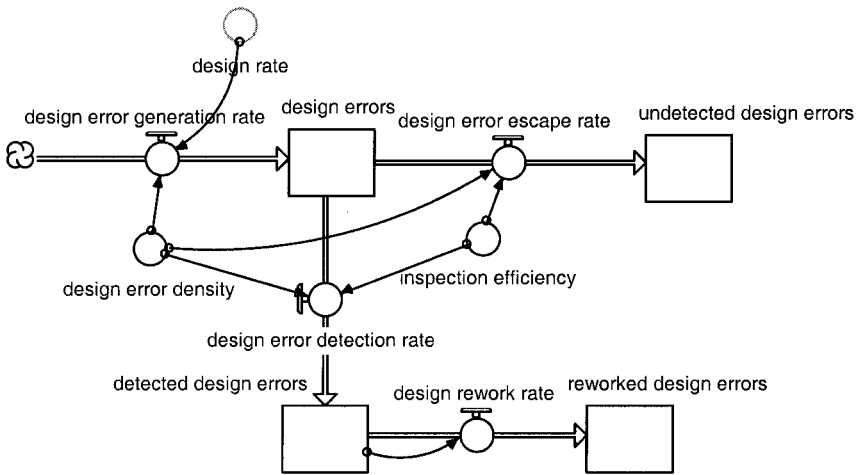 design rate
design error generation rate
design errors
design error escape rate
undetected design errors
design error density
inspection efficiency
design error detection rate
detected design errors
design rework rate
reworked design errors